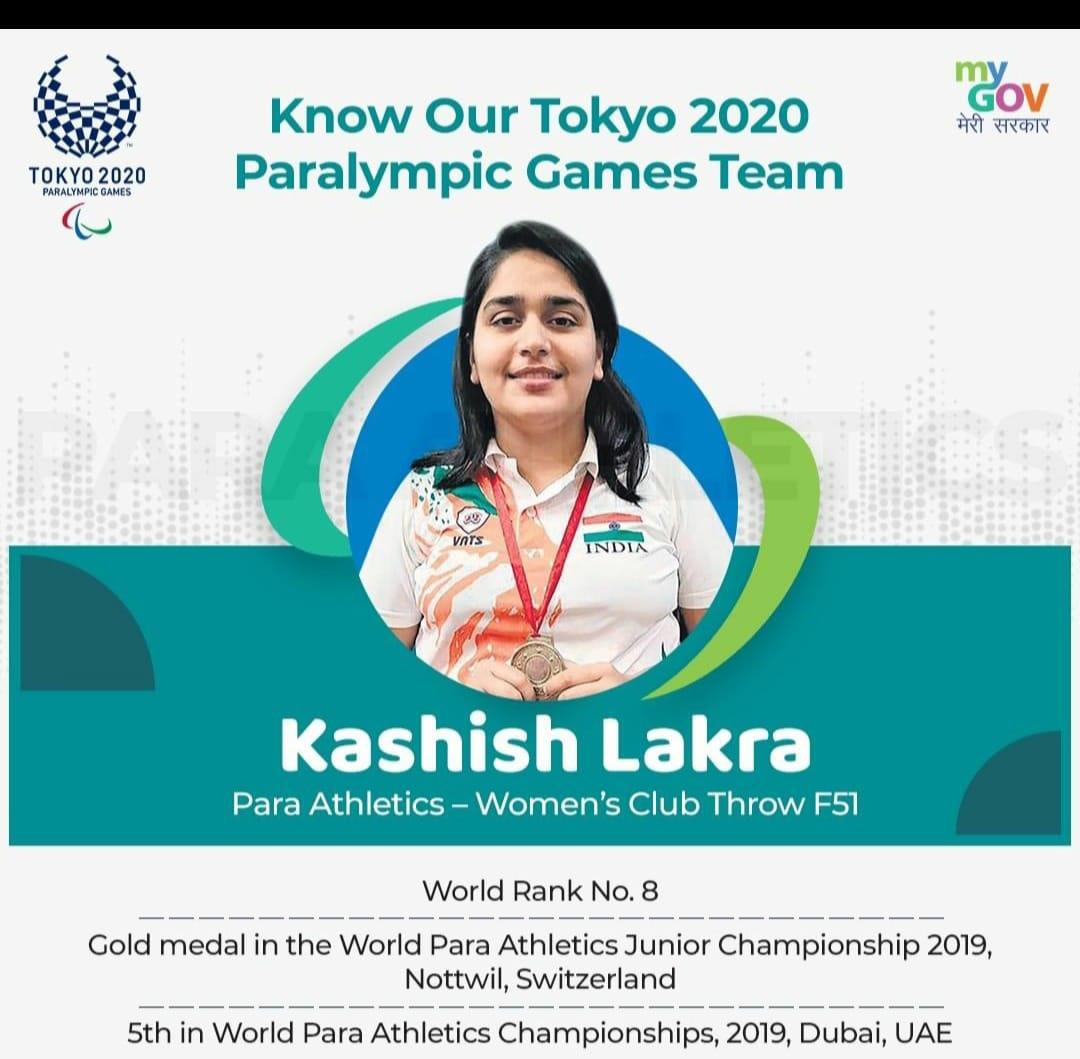 TOKYO 2020
PARALYMPIC GAMES
my
GOV
मेरी सरकार
Know Our Tokyo 2020
Paralympic Games Team
PARA ATHLETICS
VATS
INDIA
Kashish Lakra
Para Athletics – Women's Club Throw F51
World Rank No. 8
Gold medal in the World Para Athletics Junior Championship 2019,
Nottwil, Switzerland
5th in World Para Athletics Championships, 2019, Dubai, UAE